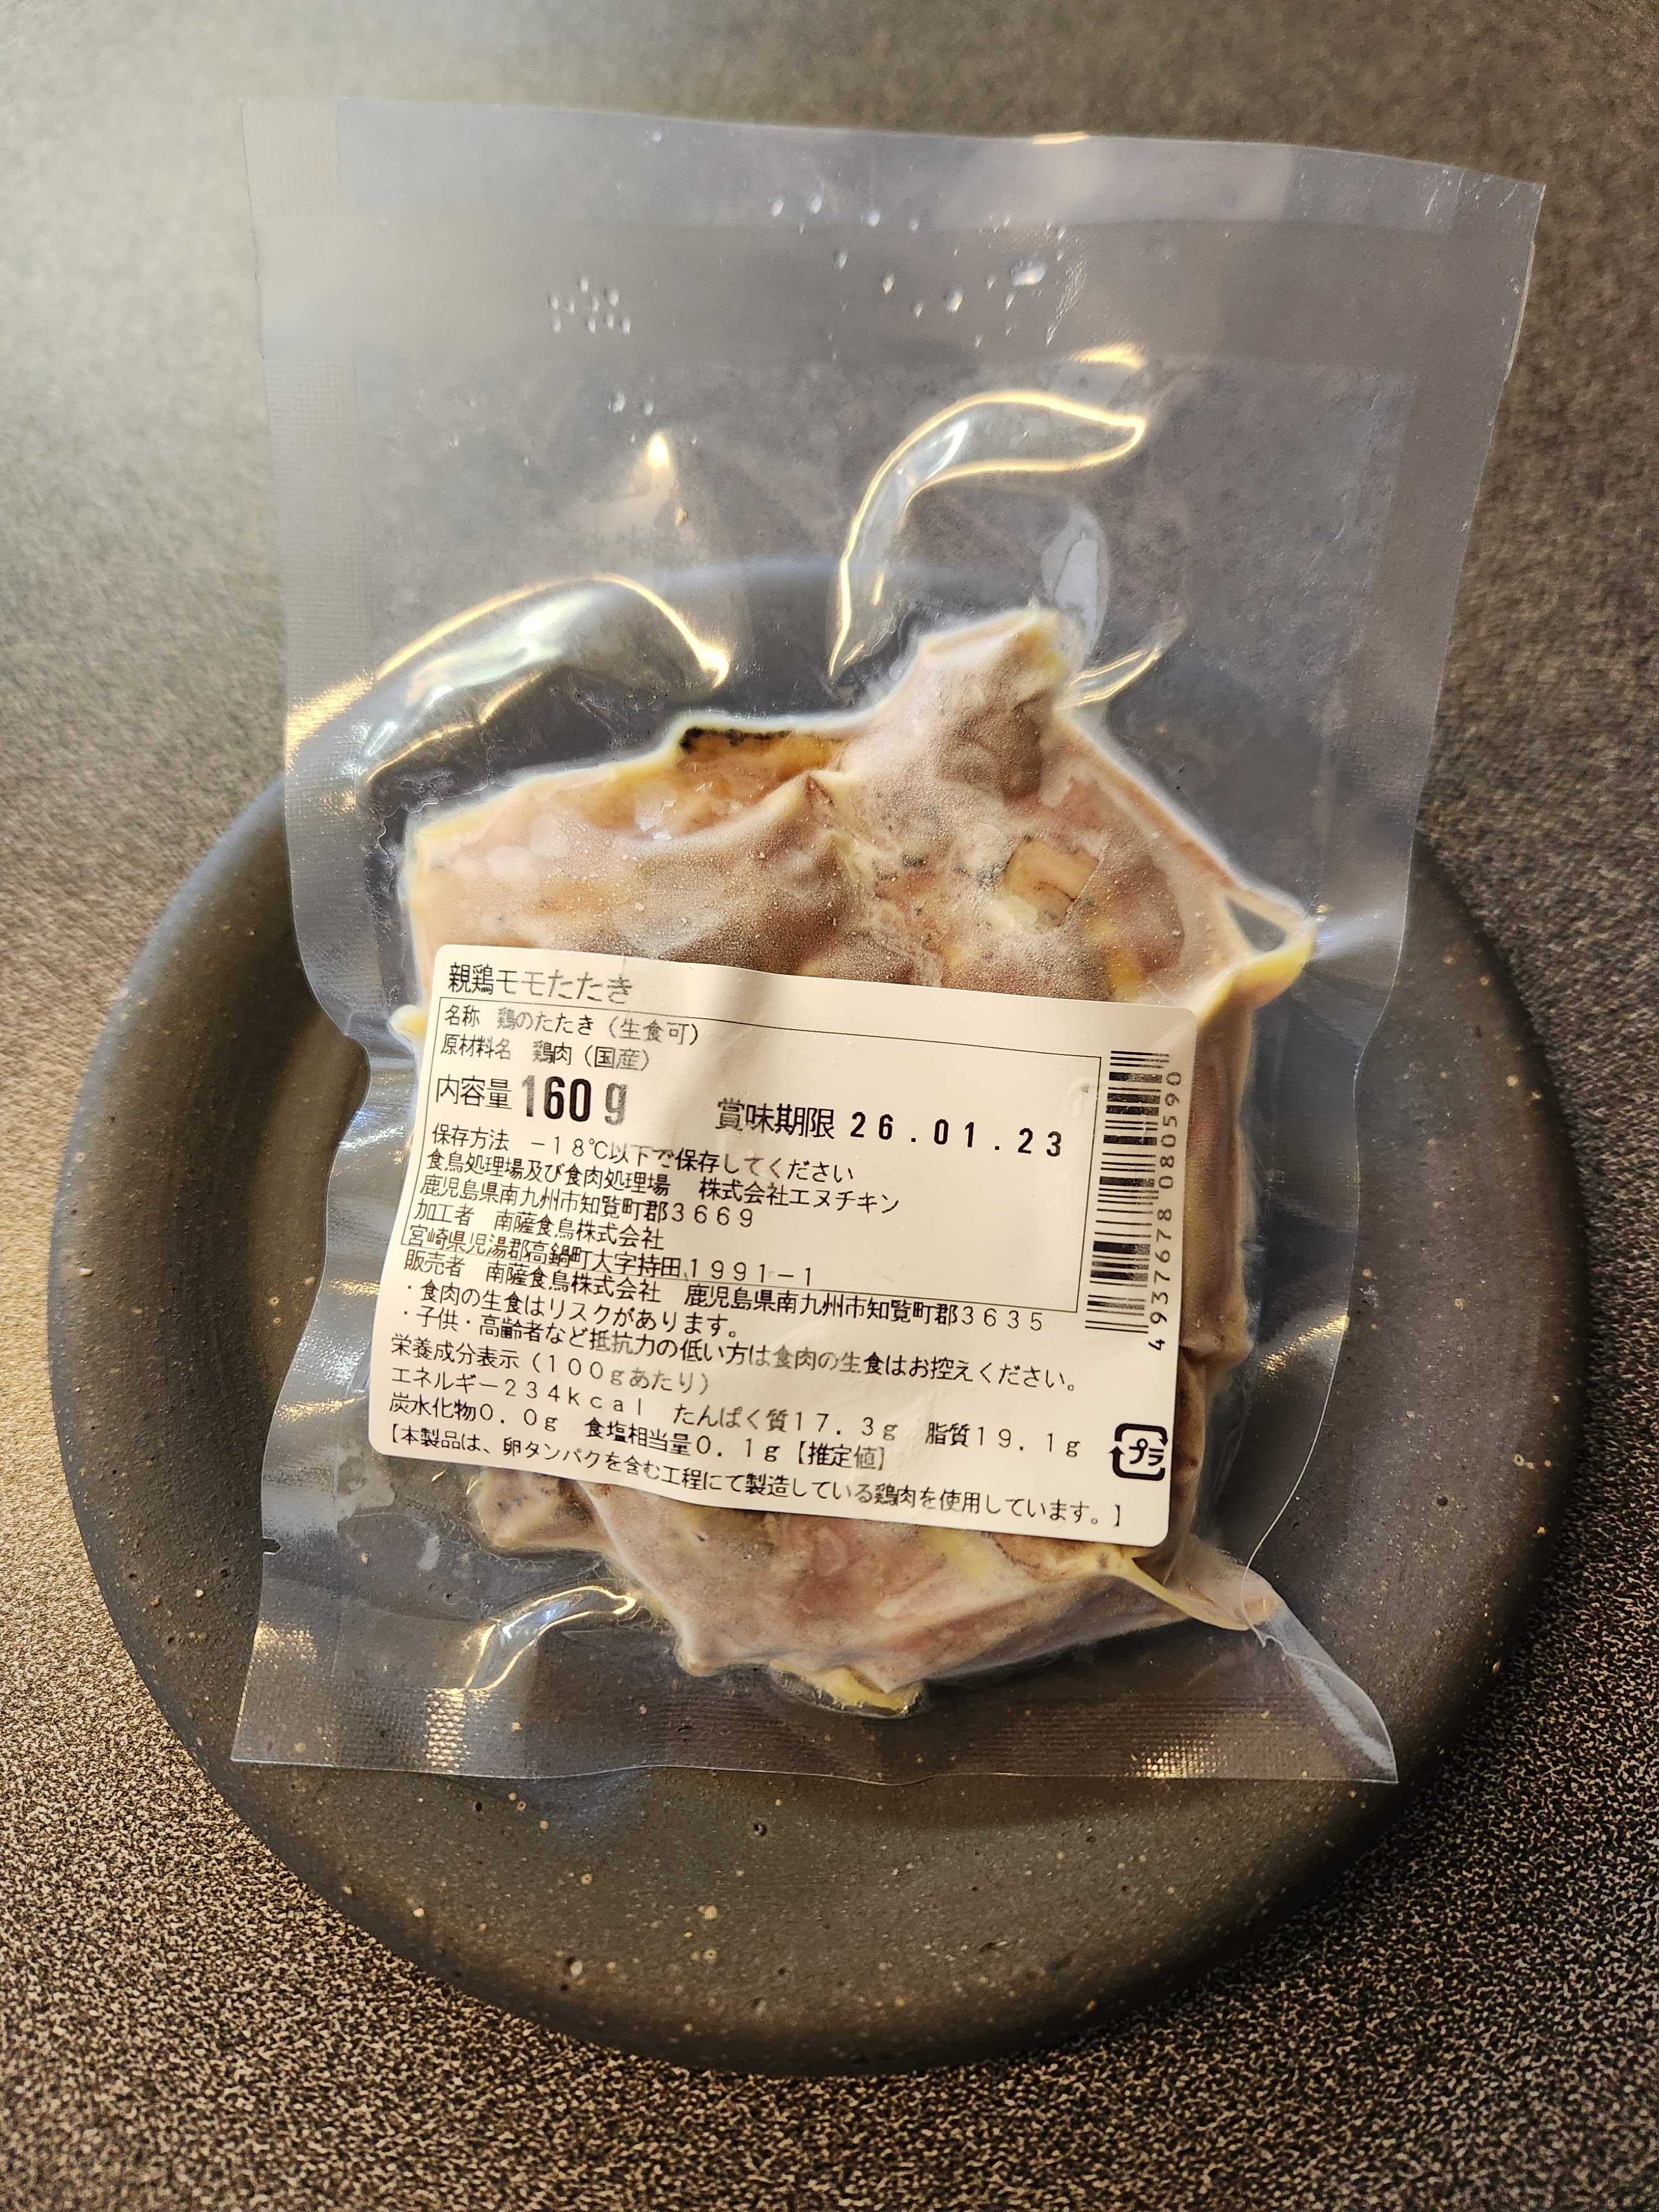 親鶏モモたたき
名称　鶏のたたき（生食可）
原材料名　鶏肉（国産）
内容量 160g　賞味期限 26.01.23
保存方法　－１８℃以下で保存してください
食鳥処理場及び食肉処理場　株式会社エヌチキン
鹿児島県南九州市知覧町郡３６６９
加工者　南薩食鳥株式会社
宮崎県児湯郡高鍋町大字持田１９９１－１
販売者　南薩食鳥株式会社　鹿児島県南九州市知覧町郡３６３５
・食肉の生食はリスクがあります。
・子供・高齢者など抵抗力の低い方は食肉の生食はお控えください。
栄養成分表示（１００ｇあたり）
エネルギー２３４ｋｃａｌ　たんぱく質１７．３ｇ　脂質１９．１ｇ
炭水化物０．０ｇ　食塩相当量０．１ｇ【推定値】
【本製品は、卵タンパクを含む工程にて製造している鶏肉を使用しています。】
4 937678 080590
プラ